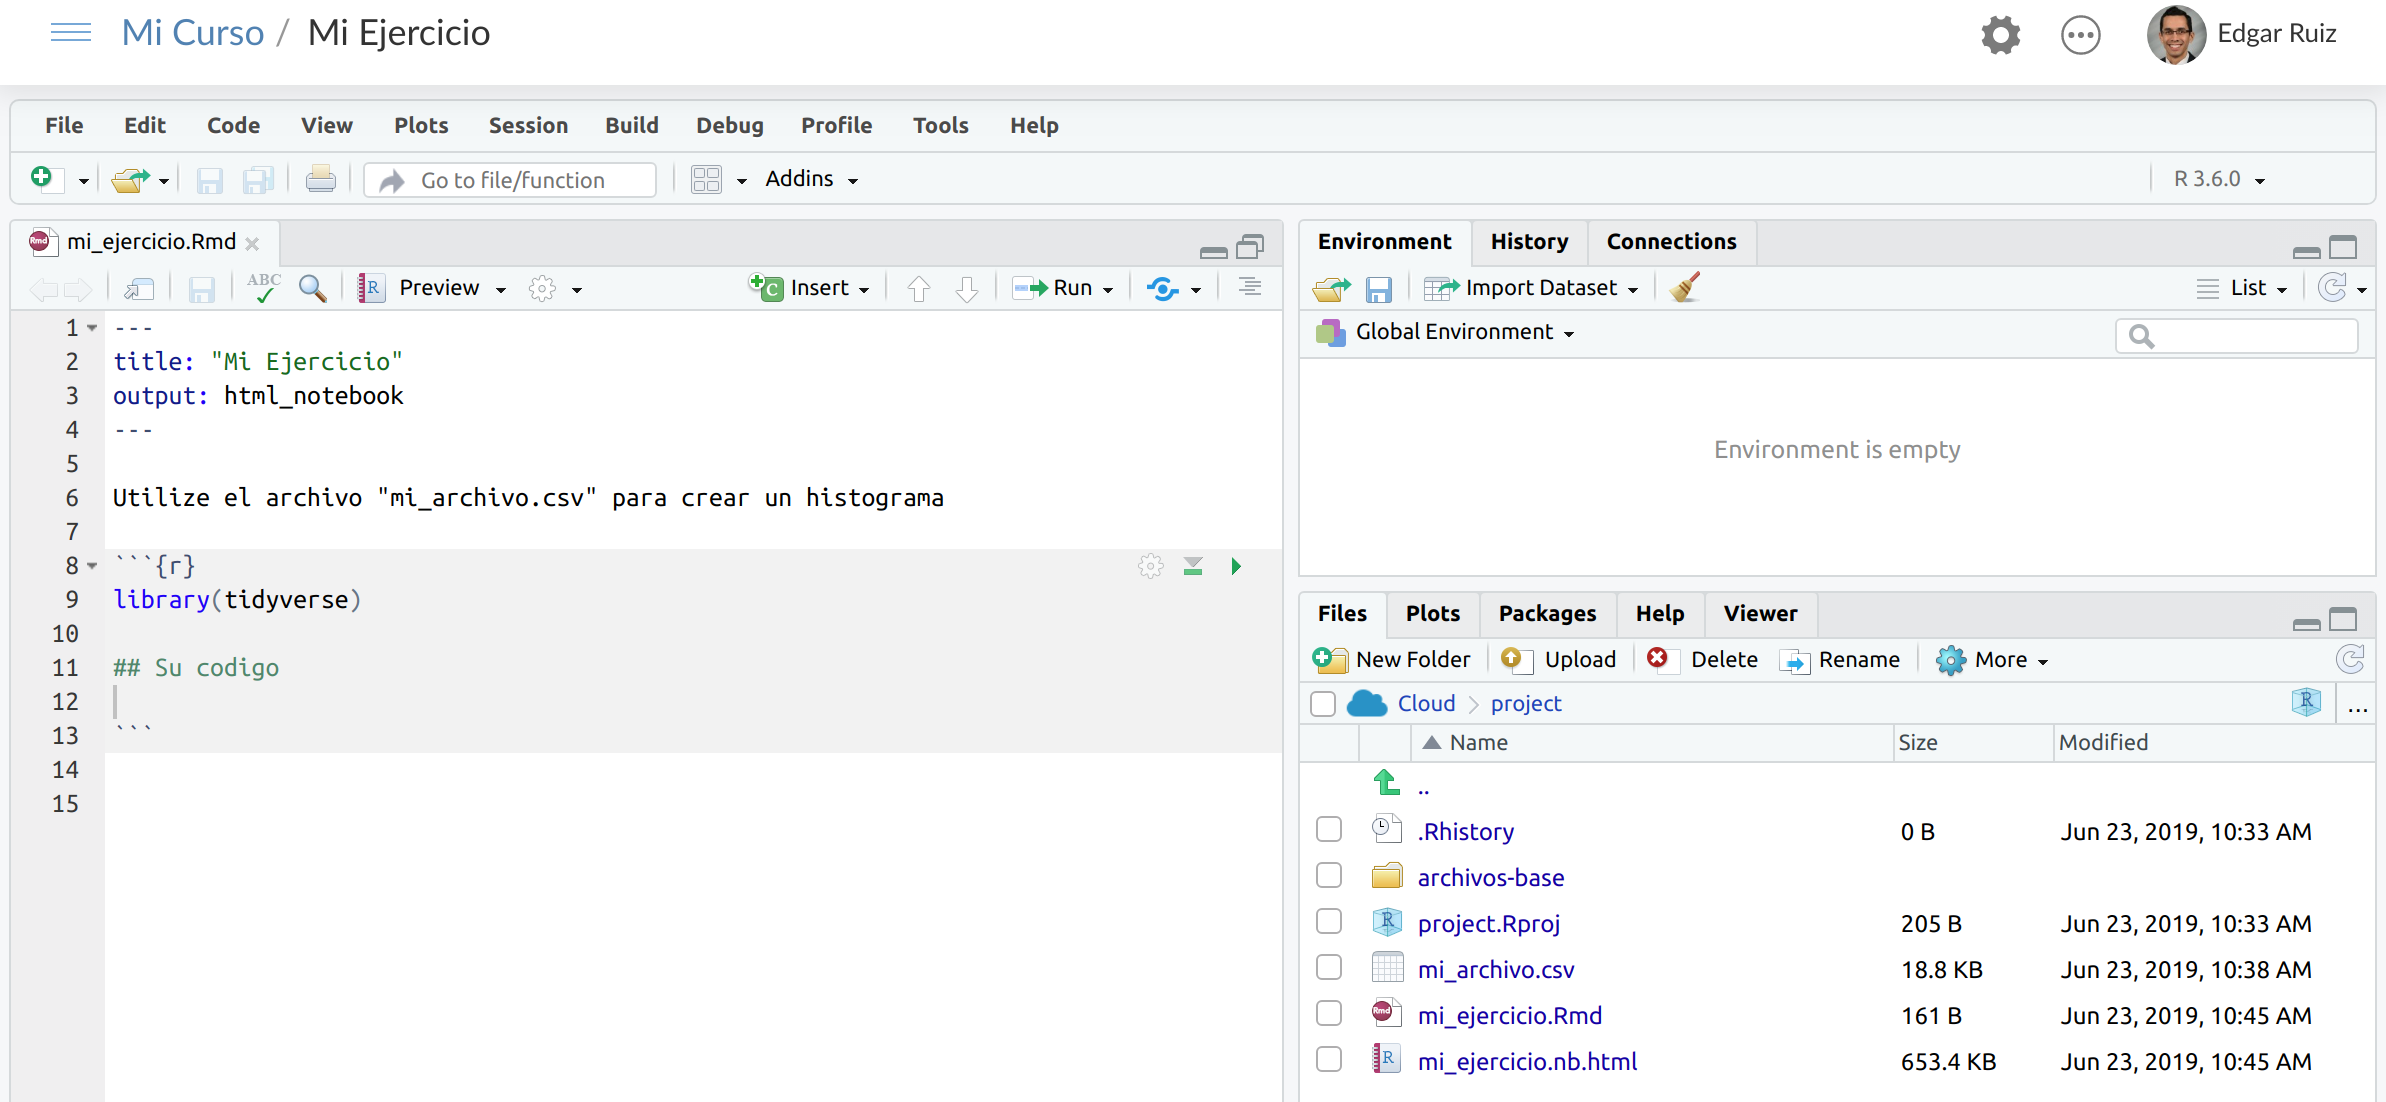 Mi Curso / Mi Ejercicio
Edgar Ruiz
File Edit Code View Plots Session Build Debug Profile Tools Help
Go to file/function Addins R 3.6.0
mi_ejercicio.Rmd
ABC Preview Insert Run
1 ---
2 title: "Mi Ejercicio"
3 output: html_notebook
4 ---
5
6 Utilize el archivo "mi_archivo.csv" para crear un histograma
7
8 ```{r}
9 library(tidyverse)
10
11 ## Su codigo
12
13 ```
14
15
Environment History Connections
Import Dataset List
Global Environment
Environment is empty
Files Plots Packages Help Viewer
New Folder Upload Delete Rename More
Cloud > project ...
Name Size Modified
..
.Rhistory 0 B Jun 23, 2019, 10:33 AM
archivos-base
project.Rproj 205 B Jun 23, 2019, 10:33 AM
mi_archivo.csv 18.8 KB Jun 23, 2019, 10:38 AM
mi_ejercicio.Rmd 161 B Jun 23, 2019, 10:45 AM
mi_ejercicio.nb.html 653.4 KB Jun 23, 2019, 10:45 AM